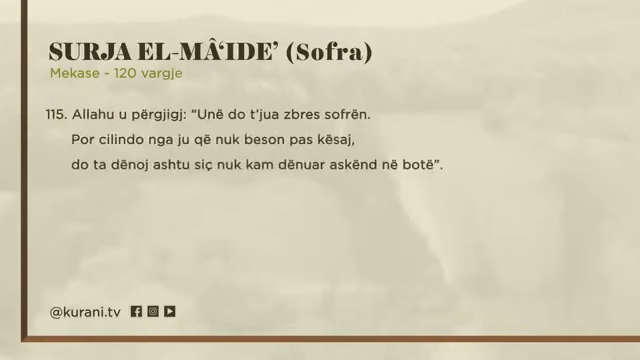 SURJA EL-MÂ‘IDE’ (Sofra)
Mekase - 120 vargje
115. Allahu u përgjigj: “Unë do t’jua zbres sofrën.
Por cilindo nga ju që nuk beson pas kësaj,
do ta dënoj ashtu siç nuk kam dënuar askënd në botë”.
@kurani.tv